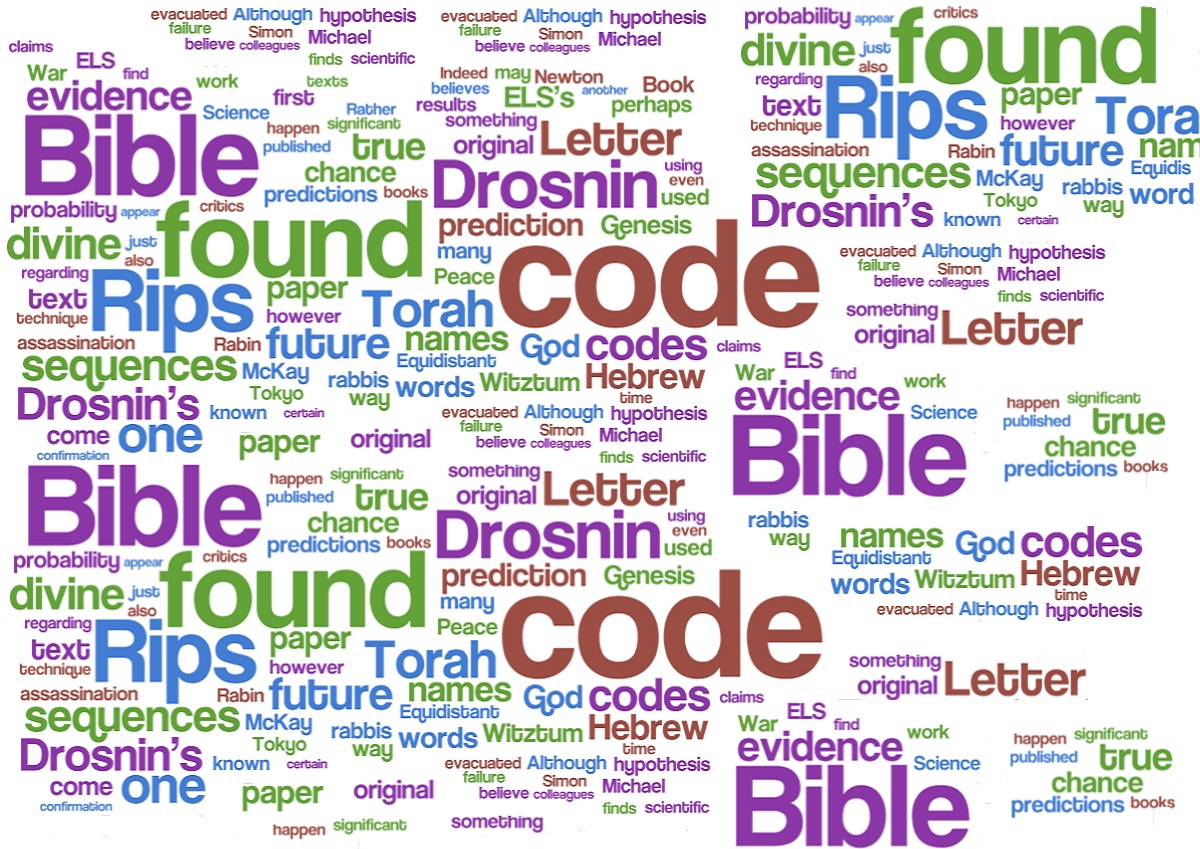 evacuated Although hypothesis
failure Simon Michael
believe colleagues
finds scientific
claims
ELS
War find
evidence work texts
Science first Rather
Bible
happen significant
published true
chance
predictions books
evacuated Although hypothesis
failure Simon Michael
believe colleagues
Indeed may Newton Book
believes ELS's another
results perhaps
something
original Letter
Drosnin using
even
used
prediction Genesis
many
Peace code
probability appear critics
divine just found
also
regarding
text Rips paper
technique however Torah
assassination Rabin future names God codes claims
sequences McKay Equidistant Hebrew
Tokyo rabbis words Witztum time
Drosnin's known certain way
come one paper original
confirmation
evacuated Although hypothesis
failure Simon Michael
believe colleagues
finds scientific
Bible
happen significant
published true
chance
predictions books
something
original Letter
Drosnin using
even
used
prediction Genesis
many
Peace code
probability appear critics
divine just found
also
regarding
text Rips paper
technique however Torah
assassination Rabin future names God codes claims
sequences McKay Equidistant Hebrew
Tokyo rabbis words Witztum time
Drosnin's known certain way
come one paper original
confirmation
evacuated Although hypothesis
failure Simon Michael
believe colleagues
finds scientific
happen significant something
probability appear critics
divine just found
also
regarding
text Rips paper
technique however Tora
assassination Rabin future nam
sequences McKay Equidis
Tokyo rabbis word
Drosnin's known certain way
evacuated Although hypothesis
failure Simon Michael
believe colleagues
finds scientific
something
original Letter
ELS
War find
evidence work
Science
Bible
happen significant
published true
chance
predictions books
rabbis
way
names God codes
Equidistant
words Witztum Hebrew
time
evacuated Although hypothesis
something
original Letter
ELS
War find
evidence work
Science
Bible
happen significant
published true
chance
predictions books